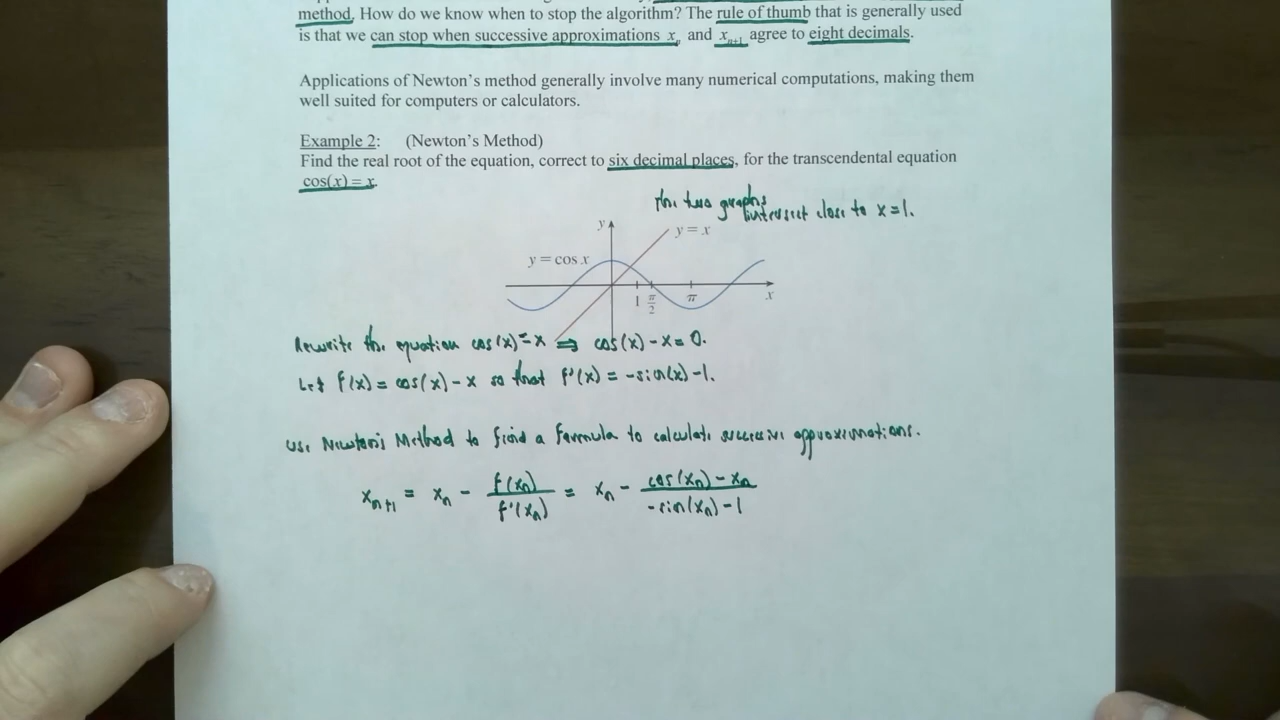 method. How do we know when to stop the algorithm? The rule of thumb that is generally used
is that we can stop when successive approximations xₙ and xₙ₊₁ agree to eight decimals.
Applications of Newton's method generally involve many numerical computations, making them
well suited for computers or calculators.
Example 2: (Newton's Method)
Find the real root of the equation, correct to six decimal places, for the transcendental equation
cos(x) = x.
The two graphs
intersect close to x=1.
y
y = x
y = cos x
1 π/2 π x
Rewrite the equation cos(x)=x ⇒ cos(x)-x=0.
Let f(x) = cos(x)-x so that f'(x) = -sin(x)-1.
Use Newton's Method to find a formula to calculate successive approximations.
xₙ₊₁ = xₙ - f(xₙ)/f'(xₙ) = xₙ - (cos(xₙ)-xₙ)/(-sin(xₙ)-1)